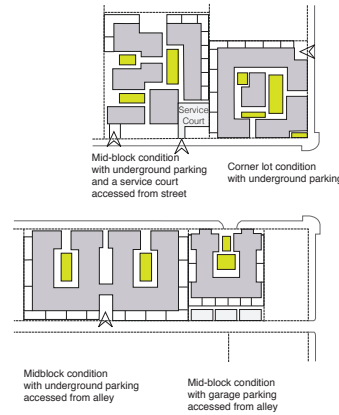 Service
Court
Mid-block condition
with underground parking
and a service court
accessed from street
Corner lot condition
with underground parking
Midblock condition
with underground parking
accessed from alley
Mid-block condition
with garage parking
accessed from alley